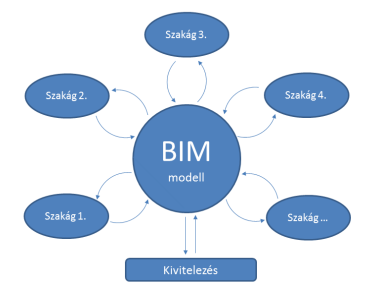 Szakág 3.
Szakág 2.
Szakág 4.
BIM
modell
Szakág 1.
Szakág ...
Kivitelezés